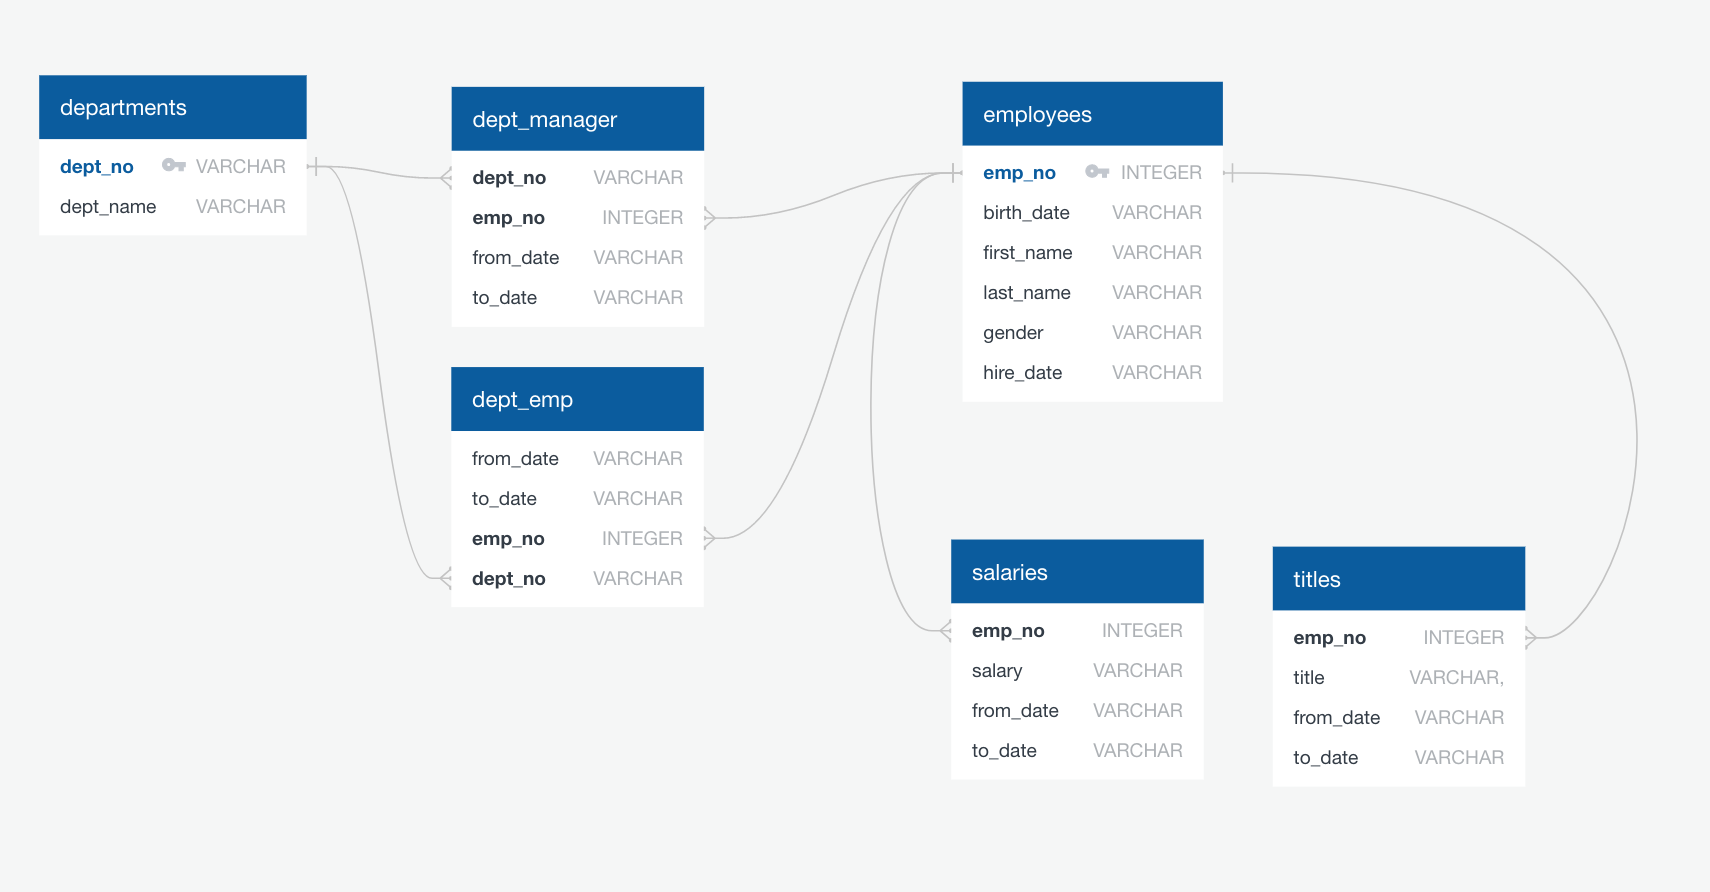 departments
dept_no VARCHAR
dept_name VARCHAR
dept_manager
dept_no VARCHAR
emp_no INTEGER
from_date VARCHAR
to_date VARCHAR
dept_emp
from_date VARCHAR
to_date VARCHAR
emp_no INTEGER
dept_no VARCHAR
employees
emp_no INTEGER
birth_date VARCHAR
first_name VARCHAR
last_name VARCHAR
gender VARCHAR
hire_date VARCHAR
salaries
emp_no INTEGER
salary VARCHAR
from_date VARCHAR
to_date VARCHAR
titles
emp_no INTEGER
title VARCHAR,
from_date VARCHAR
to_date VARCHAR